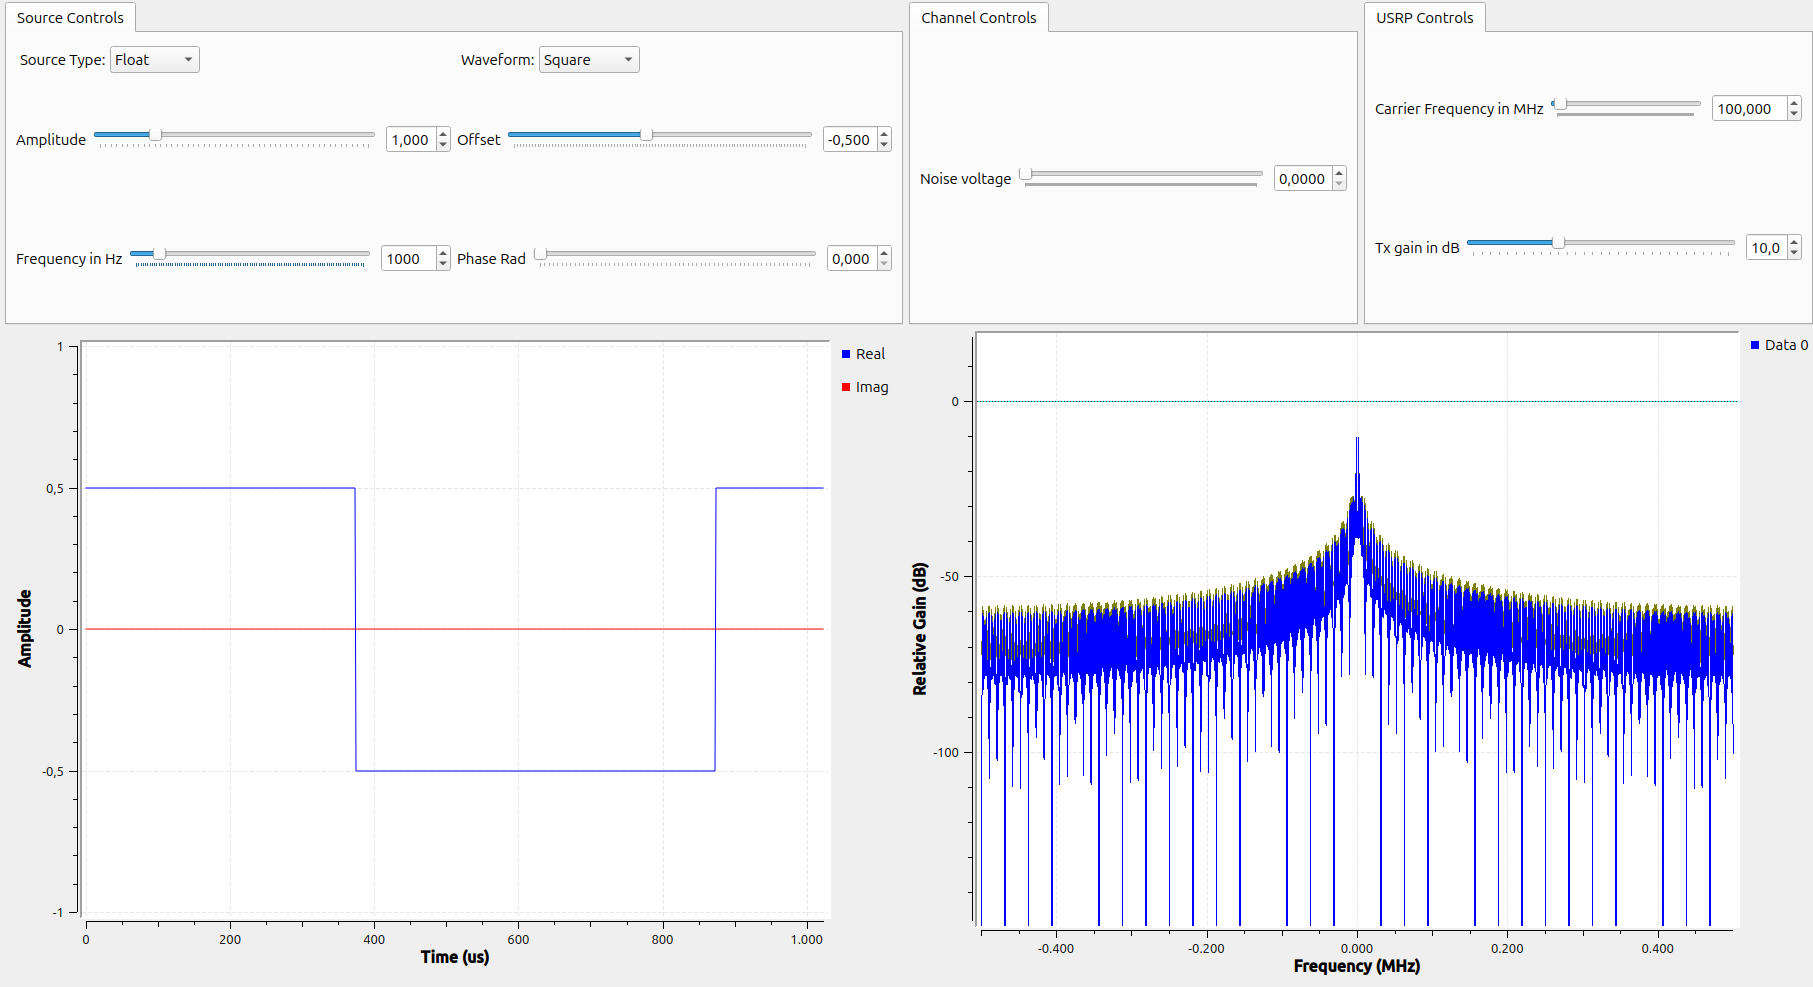 Source Controls
Source Type: Float
Waveform: Square
Amplitude 1,000
Offset -0,500
Frequency in Hz 1000
Phase Rad 0,000
Channel Controls
Noise voltage 0,0000
USRP Controls
Carrier Frequency in MHz 100,000
Tx gain in dB 10,0
1
0,5
0
-0,5
-1
Amplitude
0 200 400 600 800 1.000
Time (us)
Real
Imag
0
-50
-100
Relative Gain (dB)
-0.400 -0.200 0.000 0.200 0.400
Frequency (MHz)
Data 0